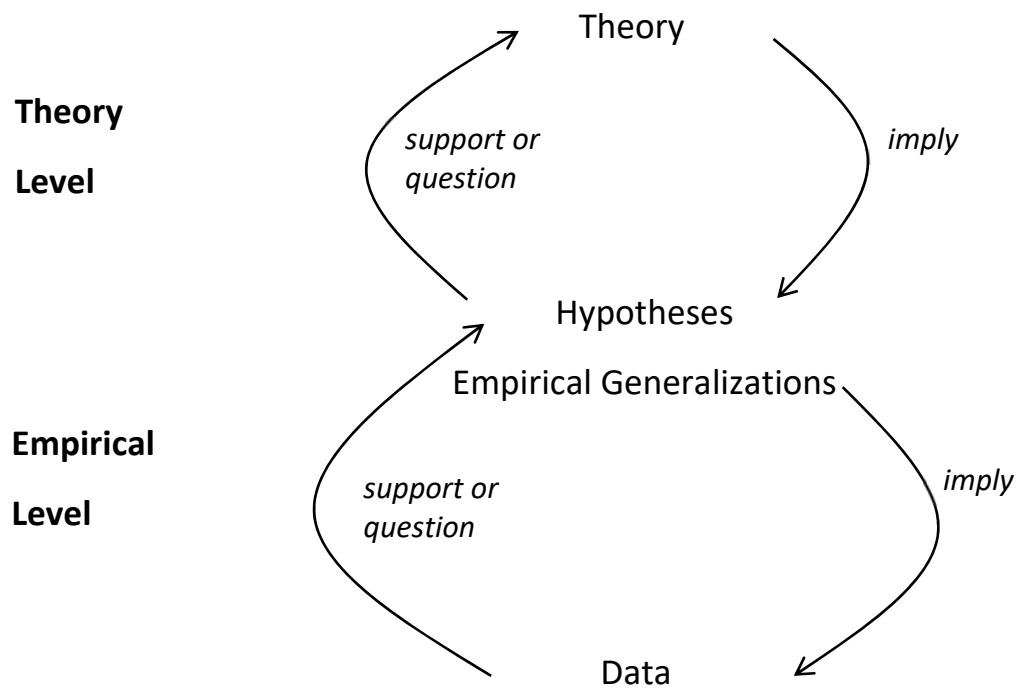 Theory
Theory
Level
support or
question
imply
Hypotheses
Empirical Generalizations
Empirical
Level
support or
question
imply
Data